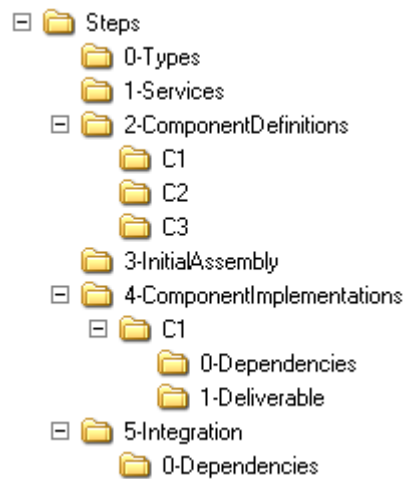 Steps
0-Types
1-Services
2-ComponentDefinitions
C1
C2
C3
3-InitialAssembly
4-ComponentImplementations
C1
0-Dependencies
1-Deliverable
5-Integration
0-Dependencies